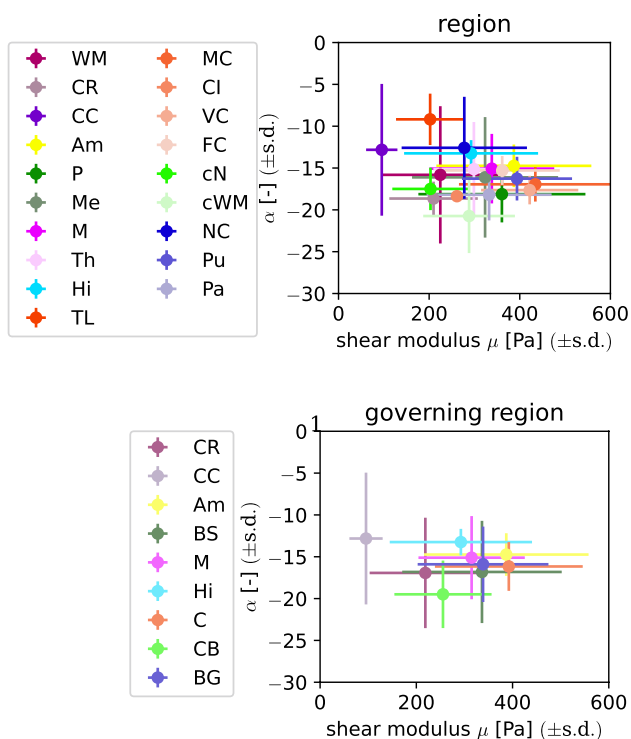 region
WM
CR
CC
Am
P
Me
M
Th
Hi
TL
MC
CI
VC
FC
cN
cWM
NC
Pu
Pa
α [-] (±s.d.)
0
−5
−10
−15
−20
−25
−30
0 200 400 600
shear modulus μ [Pa] (±s.d.)
governing region
1
CR
CC
Am
BS
M
Hi
C
CB
BG
α [-] (±s.d.)
0
−5
−10
−15
−20
−25
−30
0 200 400 600
shear modulus μ [Pa] (±s.d.)